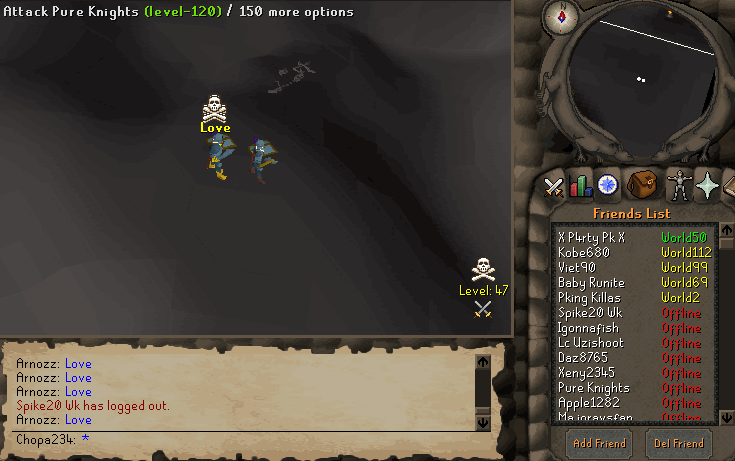 Attack Pure Knights (level-120) / 150 more options
Love
Level: 47
N
Friends List
X P4rty Pk X World50
Kobe680 World112
Viet90 World99
Baby Runite World69
Pking Killas World2
Spike20 Wk Offline
Igonnafish Offline
Lc Uzishoot Offline
Daz8765 Offline
Xeny2345 Offline
Pure Knights Offline
Apple1282 Offline
Majoraysfan Offline
Add Friend Del Friend
Arnozz: Love
Arnozz: Love
Arnozz: Love
Spike20 Wk has logged out.
Arnozz: Love
Chopa234: *